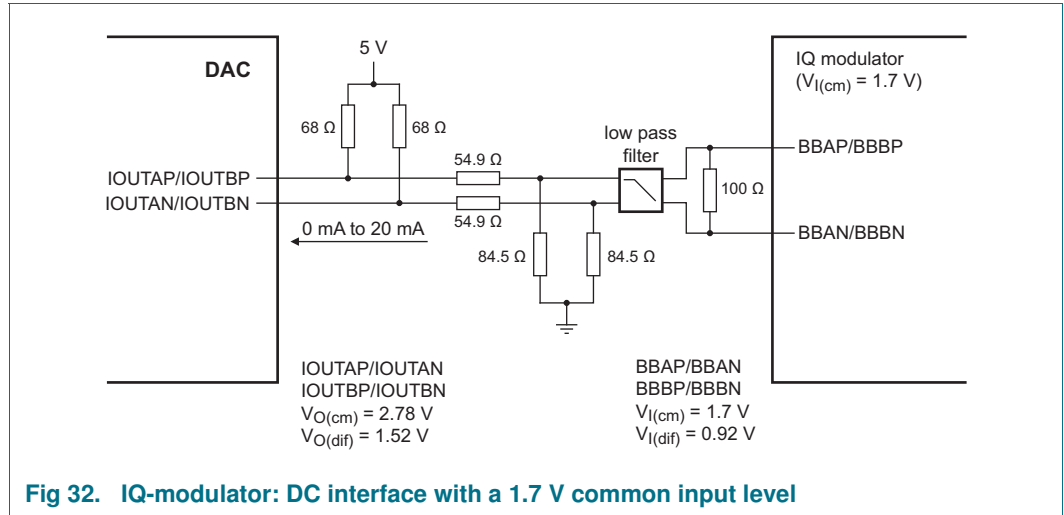 5 V
DAC
IQ modulator
(VI(cm) = 1.7 V)
68 Ω
68 Ω
low pass
filter
54.9 Ω
BBAP/BBBP
IOUTAP/IOUTBP
100 Ω
IOUTAN/IOUTBN
54.9 Ω
BBAN/BBBN
0 mA to 20 mA
84.5 Ω
84.5 Ω
IOUTAP/IOUTAN
IOUTBP/IOUTBN
VO(cm) = 2.78 V
VO(dif) = 1.52 V
BBAP/BBAN
BBBP/BBBN
VI(cm) = 1.7 V
VI(dif) = 0.92 V
Fig 32. IQ-modulator: DC interface with a 1.7 V common input level